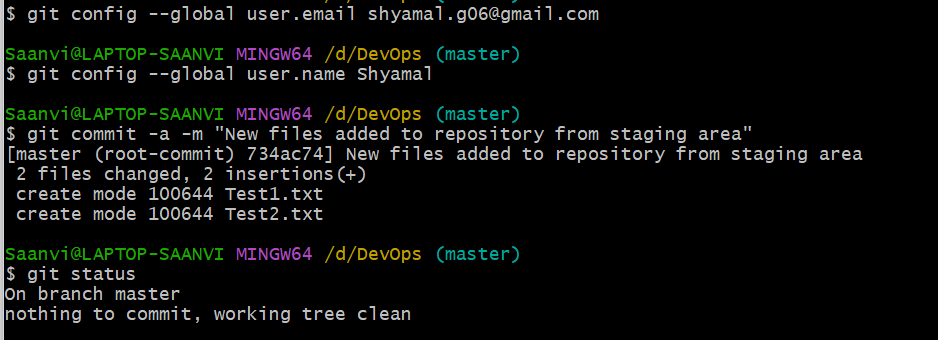 $ git config --global user.email shyamal.g06@gmail.com
Saanvi@LAPTOP-SAANVI MINGW64 /d/DevOps (master)
$ git config --global user.name Shyamal
Saanvi@LAPTOP-SAANVI MINGW64 /d/DevOps (master)
$ git commit -a -m "New files added to repository from staging area"
[master (root-commit) 734ac74] New files added to repository from staging area
 2 files changed, 2 insertions(+)
 create mode 100644 Test1.txt
 create mode 100644 Test2.txt
Saanvi@LAPTOP-SAANVI MINGW64 /d/DevOps (master)
$ git status
On branch master
nothing to commit, working tree clean